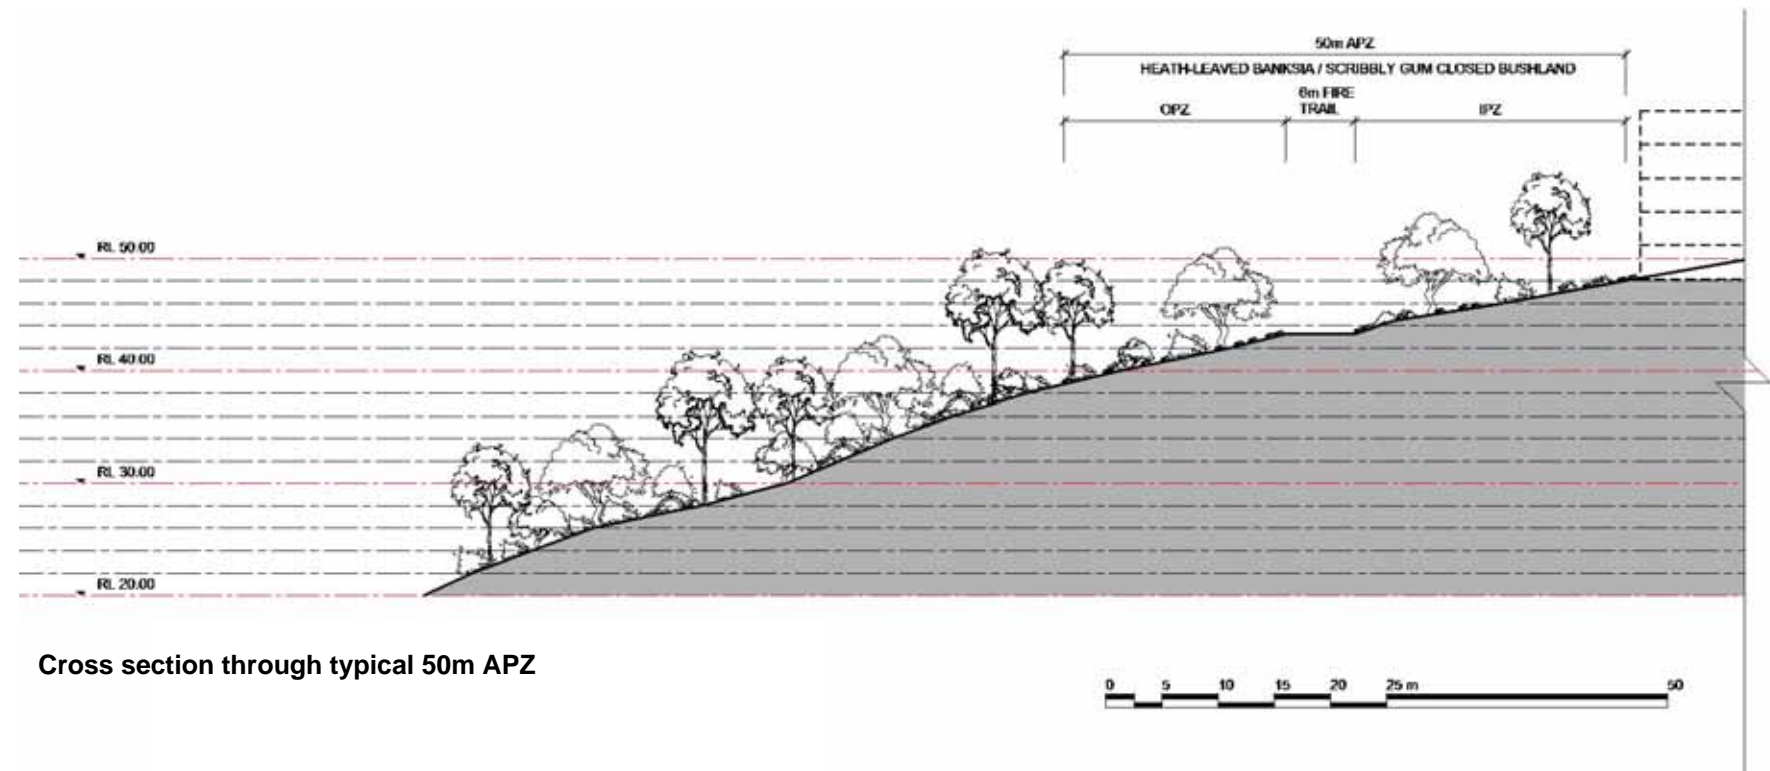 50m APZ
HEATH-LEAVED BANKSIA / SCRIBBLY GUM CLOSED BUSHLAND
6m FIRE
OPZ TRAIL IPZ
RL 50.00
RL 40.00
RL 30.00
RL 20.00
Cross section through typical 50m APZ
0 5 10 15 20 25 m 50